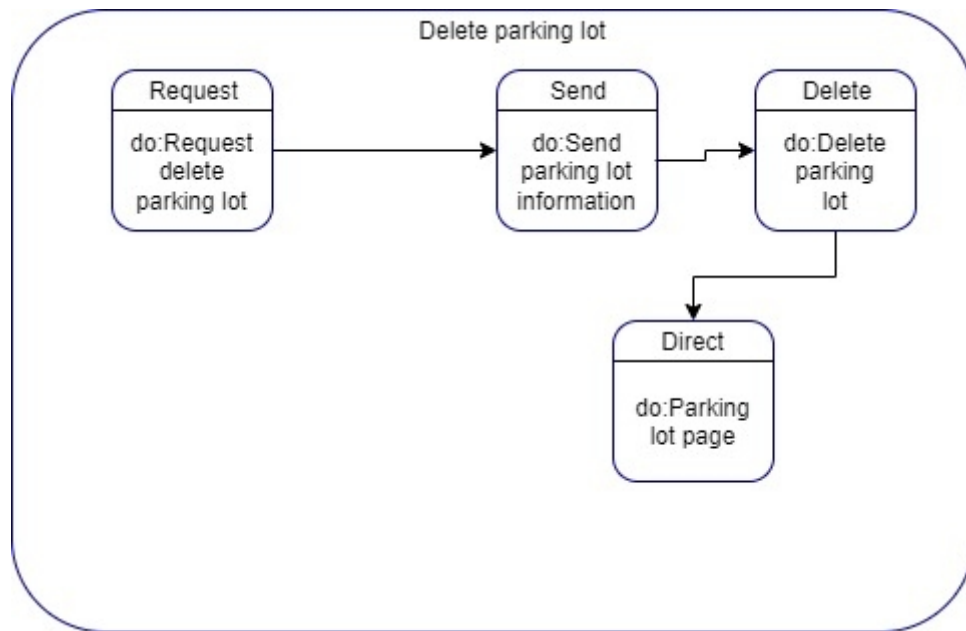 Delete parking lot
Request
do:Request
delete
parking lot
Send
do:Send
parking lot
information
Delete
do:Delete
parking
lot
Direct
do:Parking
lot page